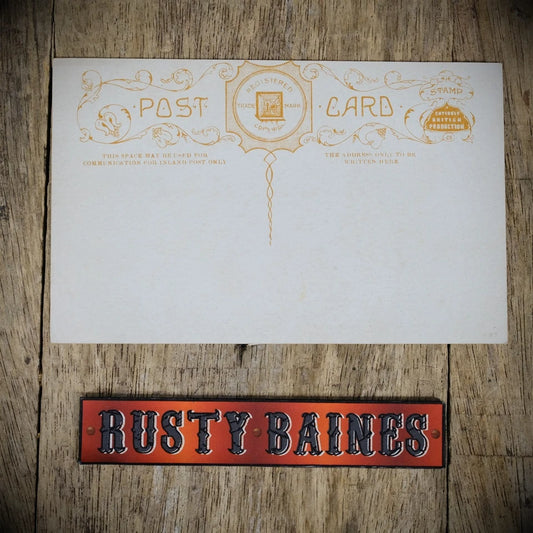 POST CARD
REGISTERED
TRADE MARK
STAMP
ENTIRELY
BRITISH
PRODUCTION
THIS SPACE MAY BE USED FOR
COMMUNICATION FOR INLAND POST ONLY
THE ADDRESS ONLY TO BE
WRITTEN HERE
RUSTY BAINES